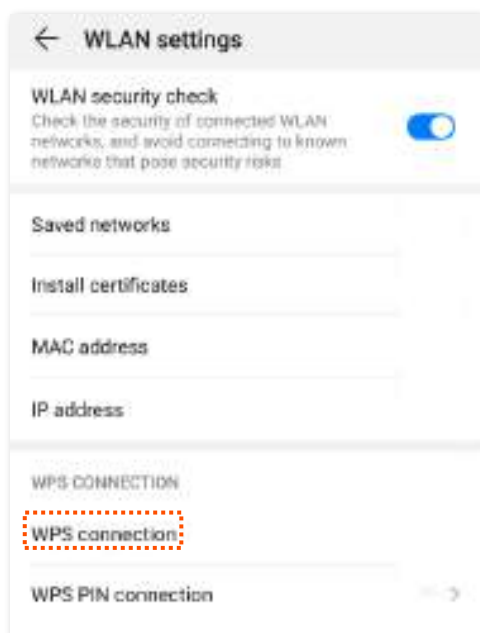 WLAN settings
WLAN security check
Check the security of connected WLAN
networks, and avoid connecting to known
networks that pose security risks
Saved networks
Install certificates
MAC address
IP address
WPS CONNECTION
WPS connection
WPS PIN connection